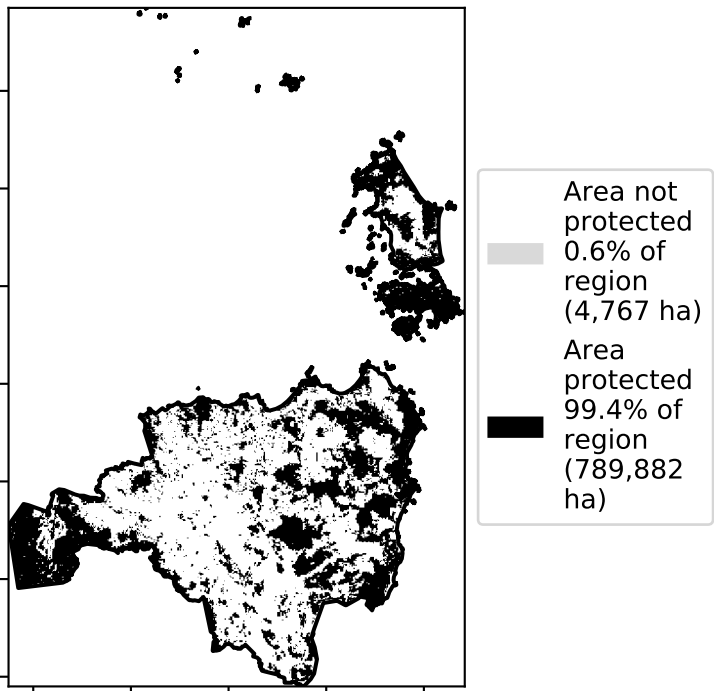 Area not
protected
0.6% of
region
(4,767 ha)
Area
protected
99.4% of
region
(789,882
ha)